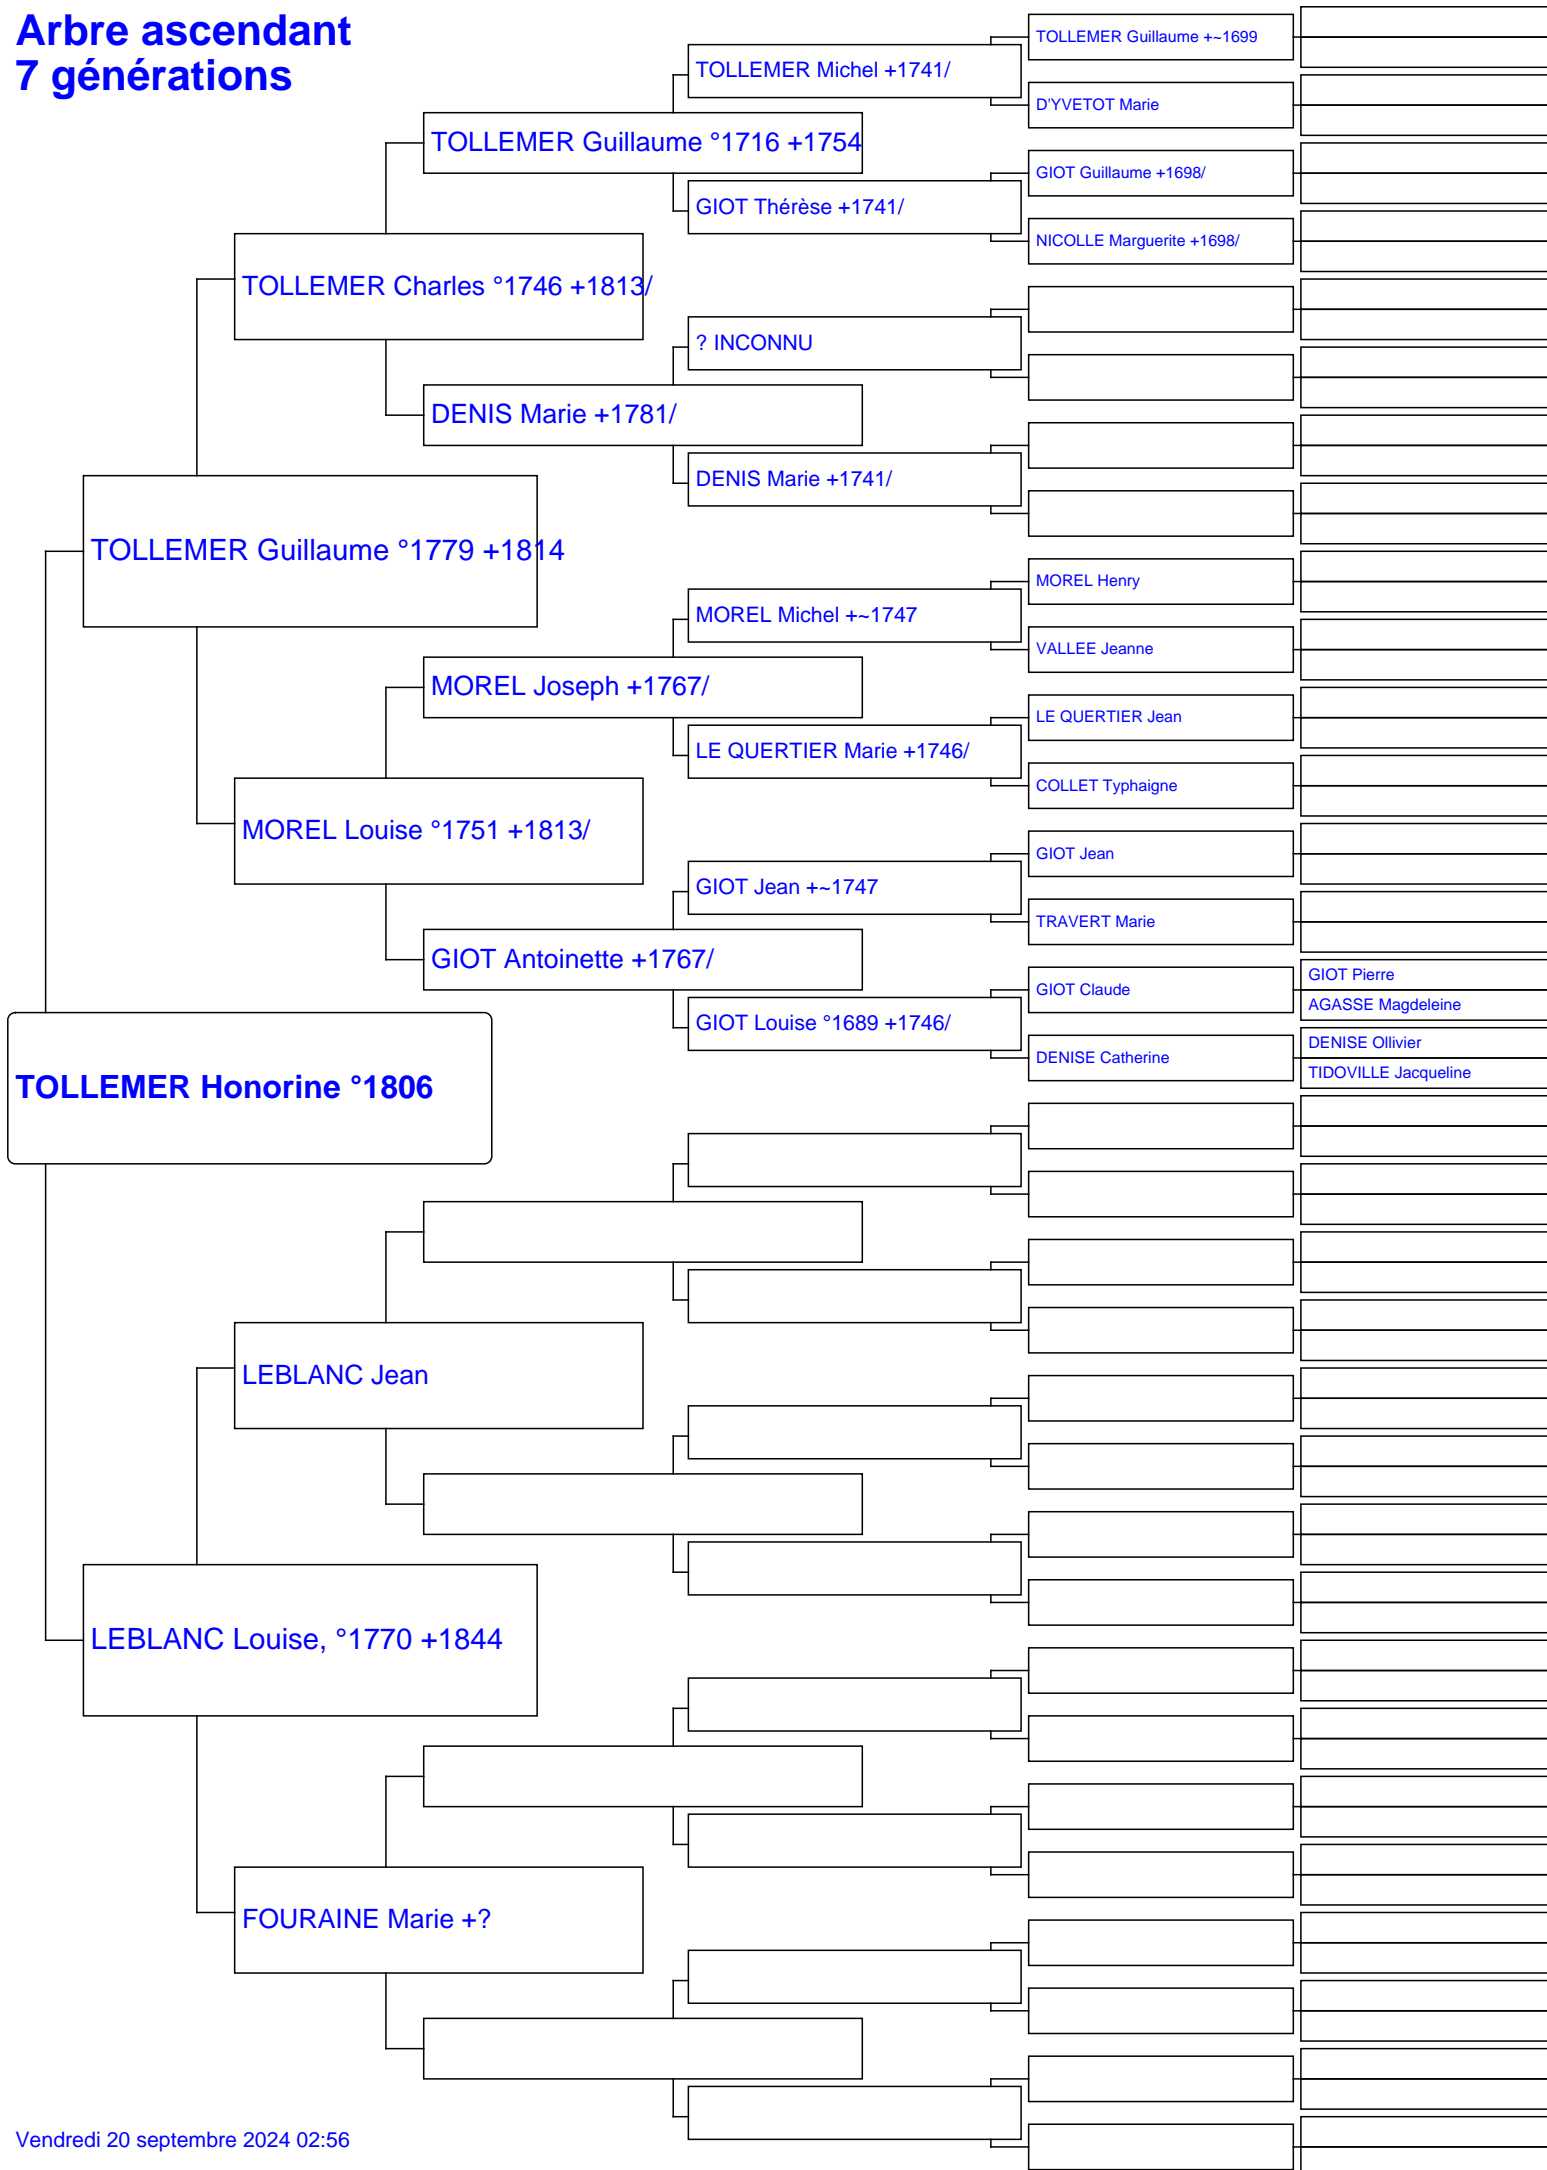 Arbre ascendant
7 générations
TOLLEMER Honorine °1806
TOLLEMER Guillaume °1779 +1814
LEBLANC Louise, °1770 +1844
TOLLEMER Charles °1746 +1813/
MOREL Louise °1751 +1813/
LEBLANC Jean
FOURAINE Marie +?
TOLLEMER Guillaume °1716 +1754
DENIS Marie +1781/
MOREL Joseph +1767/
GIOT Antoinette +1767/
TOLLEMER Michel +1741/
GIOT Thérèse +1741/
? INCONNU
DENIS Marie +1741/
MOREL Michel +~1747
LE QUERTIER Marie +1746/
GIOT Jean +~1747
GIOT Louise °1689 +1746/
TOLLEMER Guillaume +~1699
D'YVETOT Marie
GIOT Guillaume +1698/
NICOLLE Marguerite +1698/
MOREL Henry
VALLEE Jeanne
LE QUERTIER Jean
COLLET Typhaigne
GIOT Jean
TRAVERT Marie
GIOT Claude
DENISE Catherine
GIOT Pierre
AGASSE Magdeleine
DENISE Ollivier
TIDOVILLE Jacqueline
Vendredi 20 septembre 2024 02:56